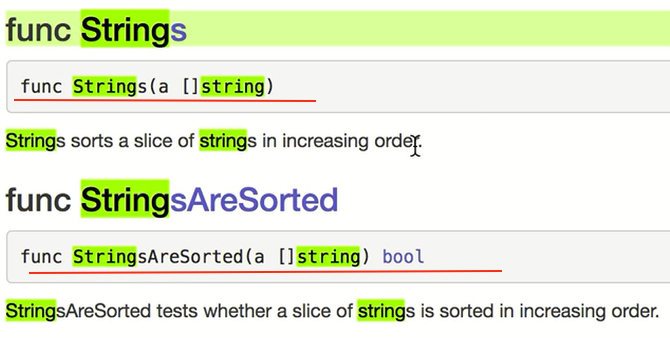 func Strings
func Strings(a []string)
Strings sorts a slice of strings in increasing order.
func StringsAreSorted
func StringsAreSorted(a []string) bool
StringsAreSorted tests whether a slice of strings is sorted in increasing order.